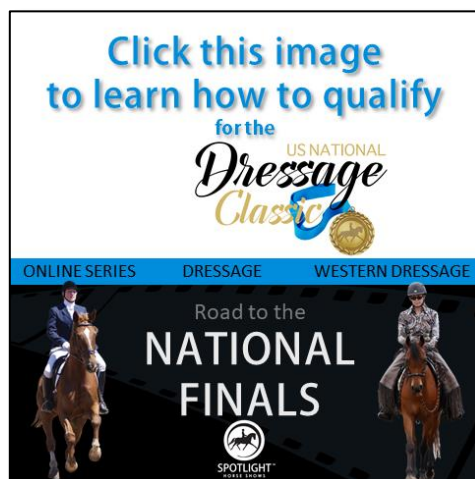 Click this image
to learn how to qualify
for the
US NATIONAL
Dressage
Classic
ONLINE SERIES DRESSAGE WESTERN DRESSAGE
Road to the
NATIONAL
FINALS
SPOTLIGHT™
HORSE SHOWS